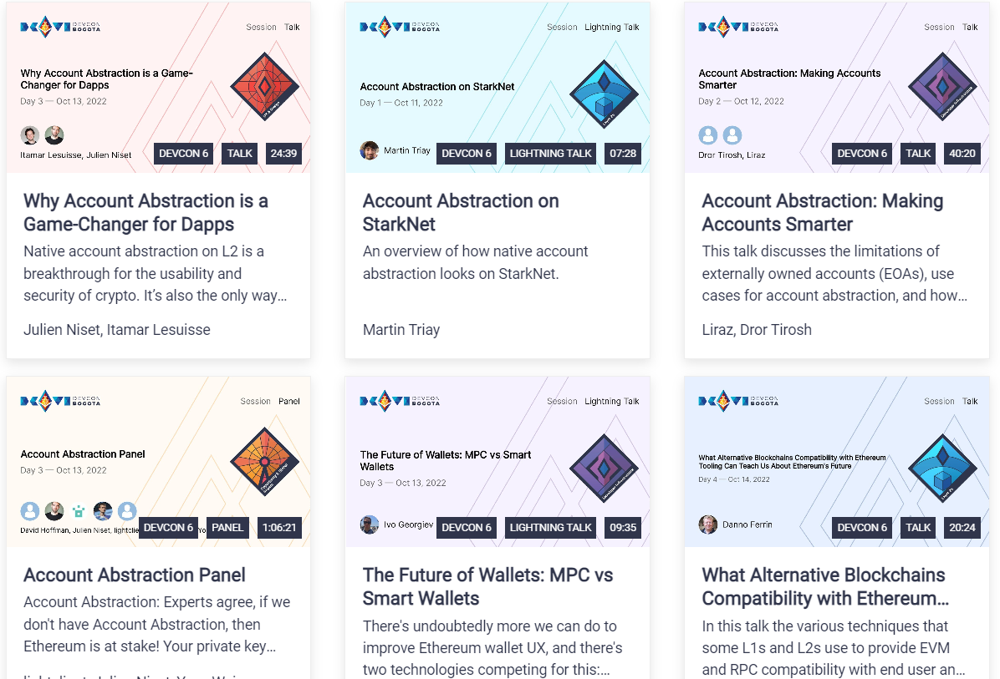 DEVCON
BOGOTA
Session Talk
Why Account Abstraction is a Game-
Changer for Dapps
Day 3 — Oct 13, 2022
Itamar Lesuisse, Julien Niset
DEVCON 6
TALK
24:39
Why Account Abstraction is a
Game-Changer for Dapps
Native account abstraction on L2 is a
breakthrough for the usability and
security of crypto. It’s also the only way...
Julien Niset, Itamar Lesuisse
DEVCON
BOGOTA
Session Lightning Talk
Account Abstraction on StarkNet
Day 1 — Oct 11, 2022
Martin Triay
DEVCON 6
LIGHTNING TALK
07:28
Account Abstraction on
StarkNet
An overview of how native account
abstraction looks on StarkNet.
Martin Triay
DEVCON
BOGOTA
Session Talk
Account Abstraction: Making Accounts
Smarter
Day 2 — Oct 12, 2022
Developer Infrastructure
Dror Tirosh, Liraz
DEVCON 6
TALK
40:20
Account Abstraction: Making
Accounts Smarter
This talk discusses the limitations of
externally owned accounts (EOAs), use
cases for account abstraction, and how...
Liraz, Dror Tirosh
DEVCON
BOGOTA
Session Panel
Account Abstraction Panel
Day 3 — Oct 13, 2022
David Hoffman, Julien Niset, lightclie
DEVCON 6
PANEL
1:06:21
Account Abstraction Panel
Account Abstraction: Experts agree, if we
don't have Account Abstraction, then
Ethereum is at stake! Your private key...
DEVCON
BOGOTA
Session Lightning Talk
The Future of Wallets: MPC vs Smart
Wallets
Day 3 — Oct 13, 2022
Developer Infrastructure
Ivo Georgiev
DEVCON 6
LIGHTNING TALK
09:35
The Future of Wallets: MPC vs
Smart Wallets
There's undoubtedly more we can do to
improve Ethereum wallet UX, and there's
two technologies competing for this:...
DEVCON
BOGOTA
Session Talk
What Alternative Blockchains Compatibility with Ethereum
Tooling Can Teach Us About Ethereum's Future
Day 4 — Oct 14, 2022
Danno Ferrin
DEVCON 6
TALK
20:24
What Alternative Blockchains
Compatibility with Ethereum...
In this talk the various techniques that
some L1s and L2s use to provide EVM
and RPC compatibility with end user an...